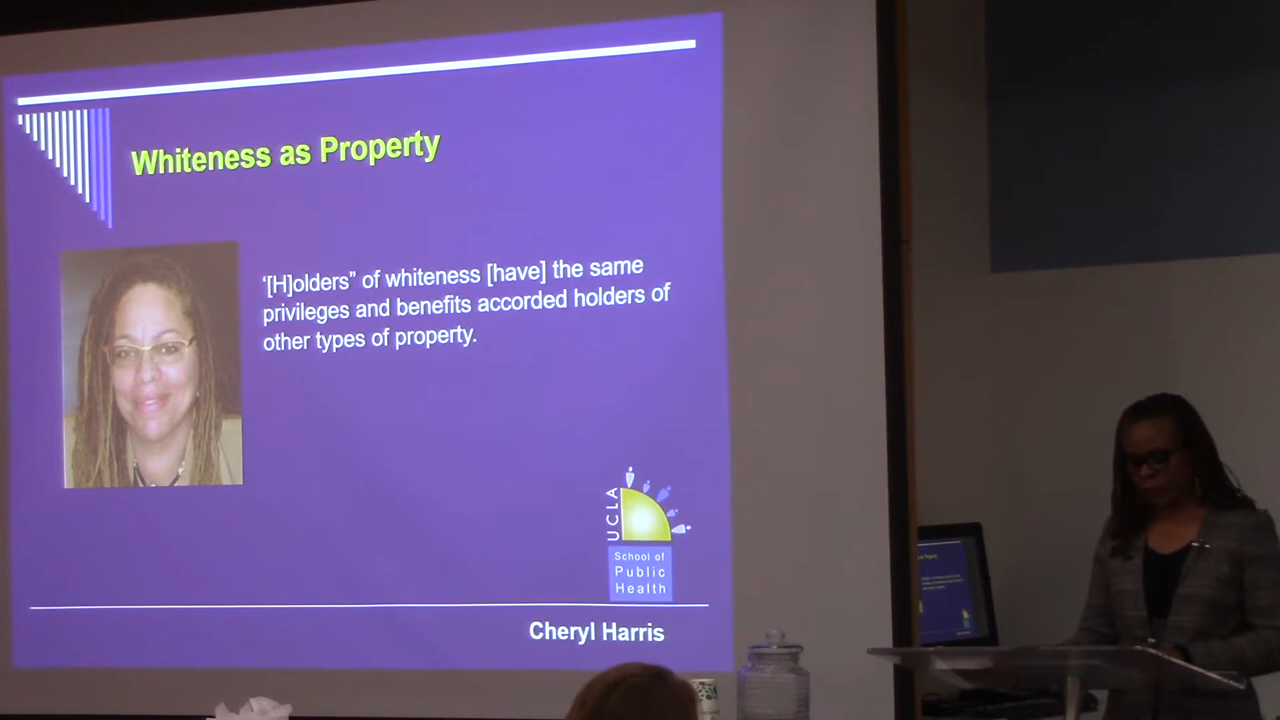 Whiteness as Property
‘[H]olders” of whiteness [have] the same
privileges and benefits accorded holders of
other types of property.
UCLA
School of
Public
Health
Cheryl Harris